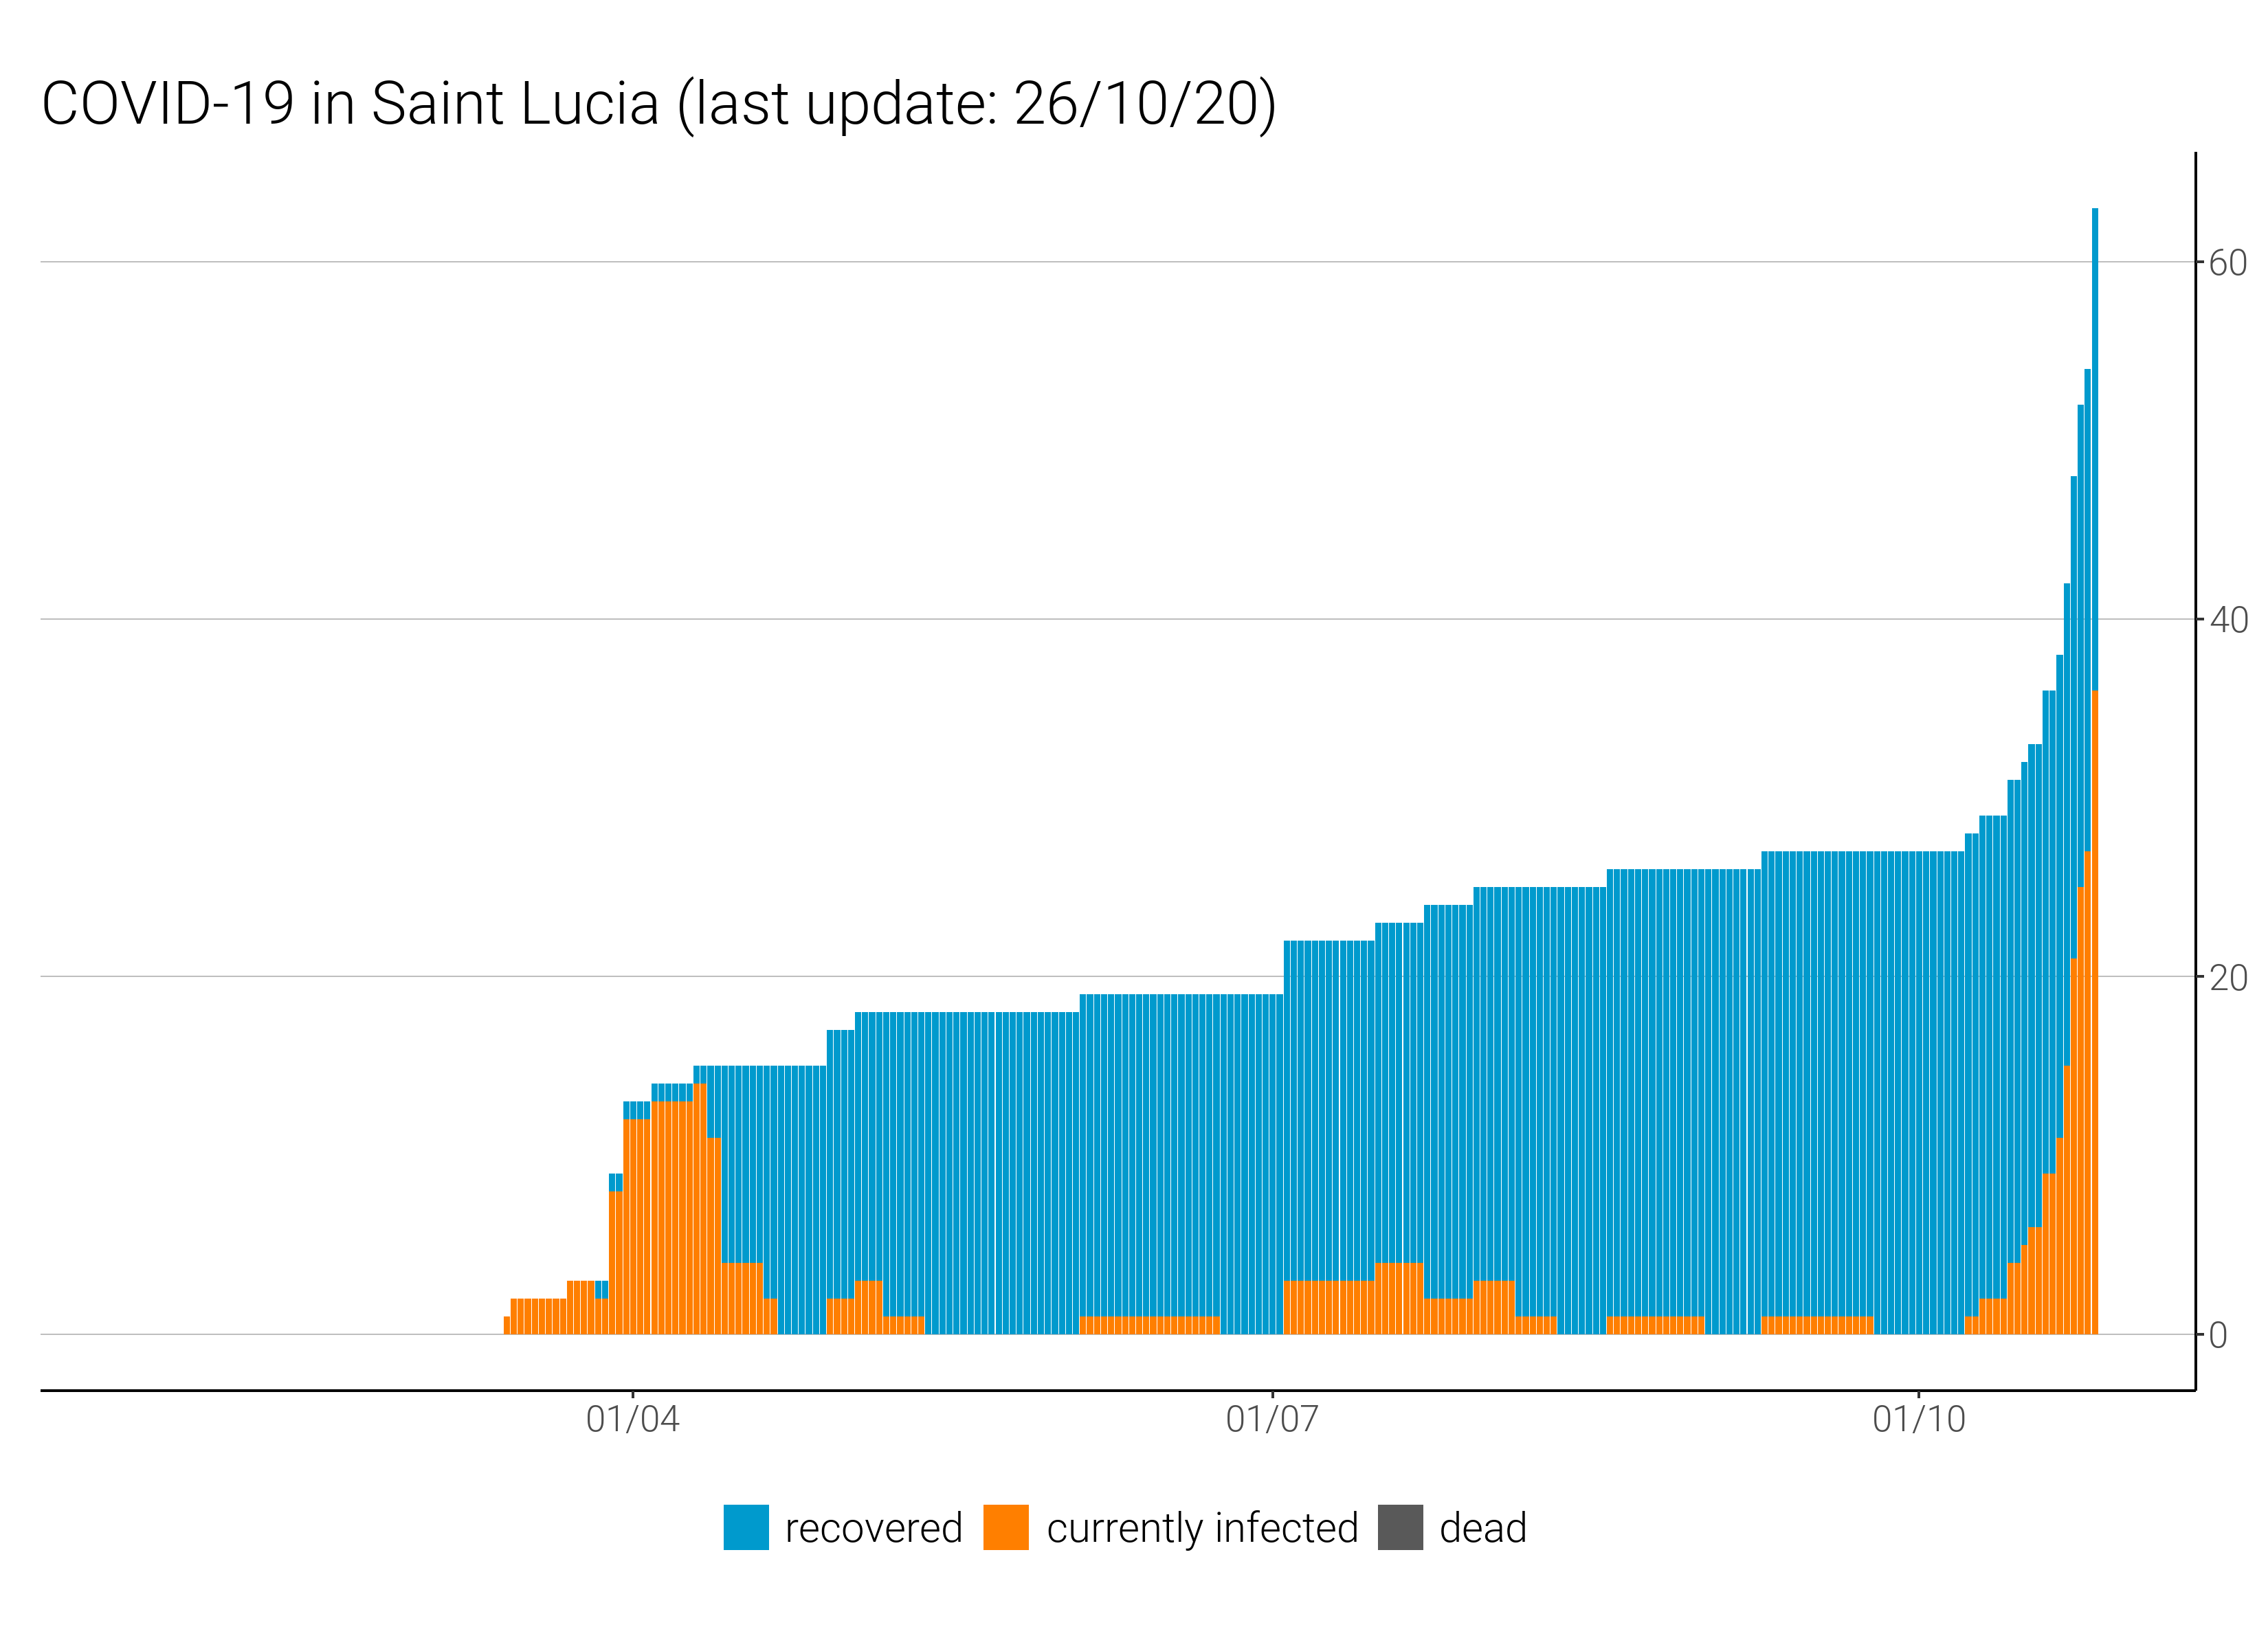 COVID-19 in Saint Lucia (last update: 26/10/20)
60
40
20
0
01/04 01/07 01/10
recovered currently infected dead